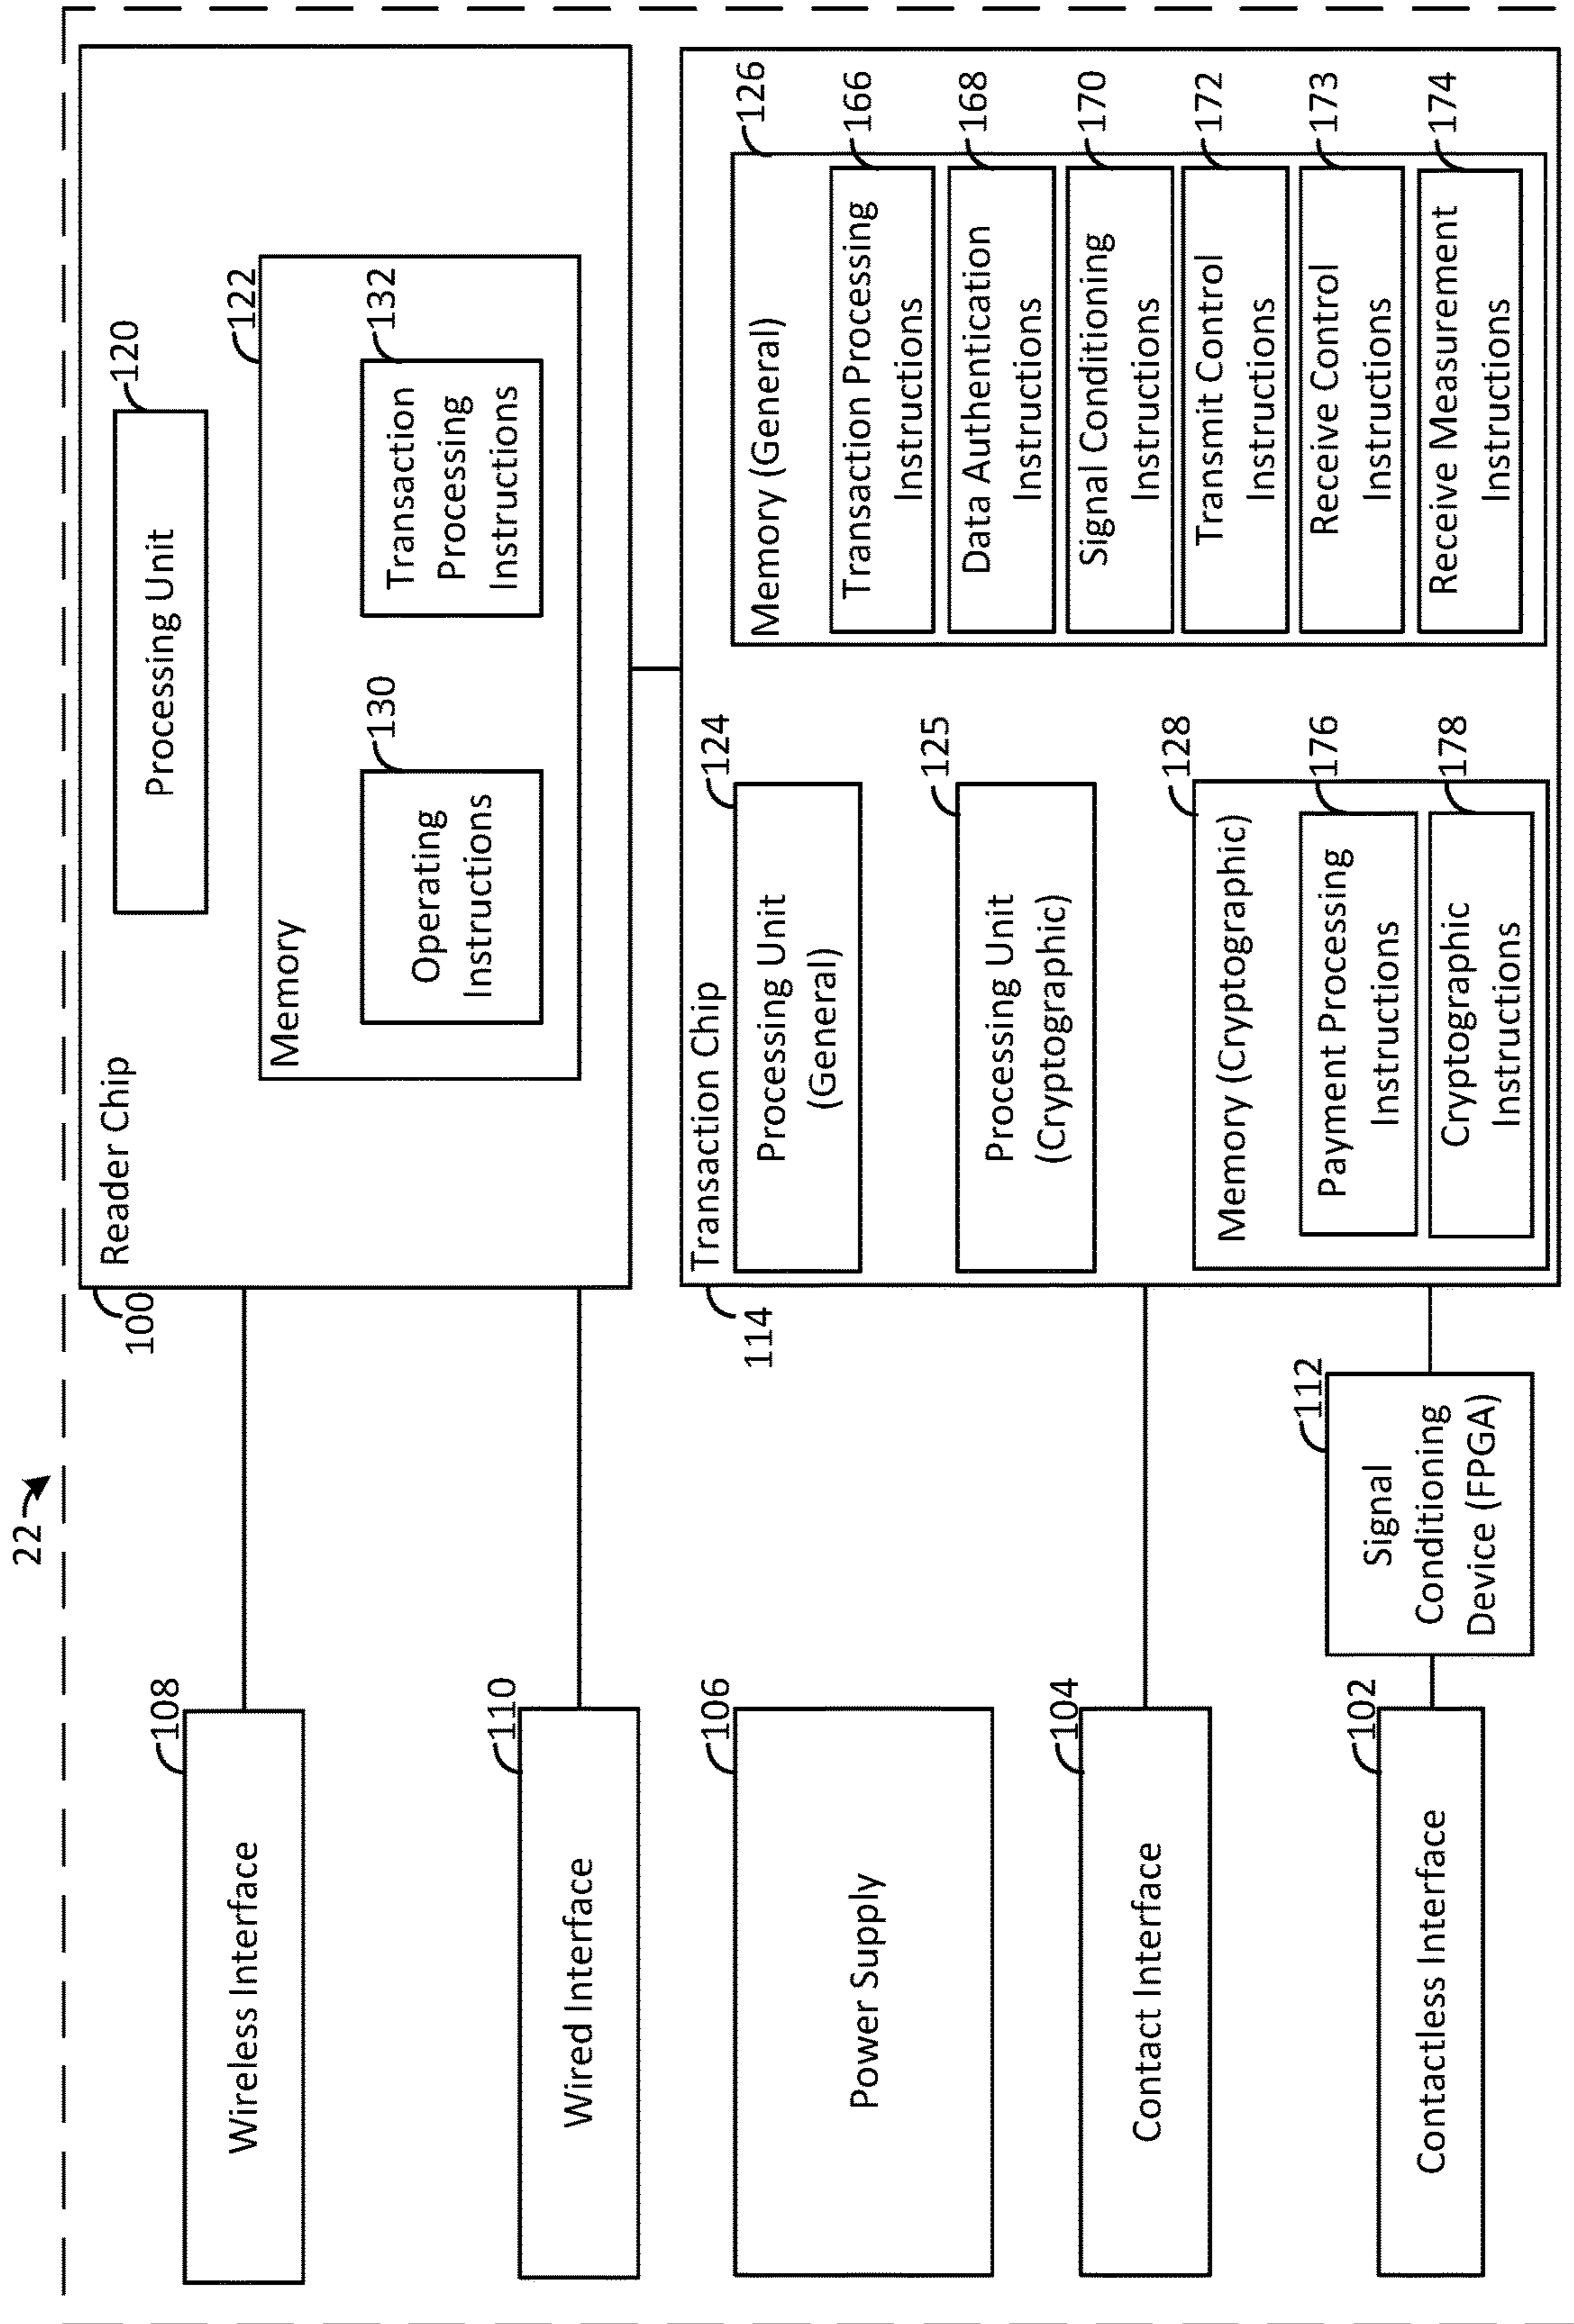 22
100
Reader Chip
120
Processing Unit
122
Memory
130
Operating
Instructions
132
Transaction
Processing
Instructions
108
Wireless Interface
110
Wired Interface
106
Power Supply
104
Contact Interface
102
Contactless Interface
112
Signal
Conditioning
Device (FPGA)
114
Transaction Chip
124
Processing Unit
(General)
125
Processing Unit
(Cryptographic)
128
Memory (Cryptographic)
176
Payment Processing
Instructions
178
Cryptographic
Instructions
126
Memory (General)
166
Transaction Processing
Instructions
168
Data Authentication
Instructions
170
Signal Conditioning
Instructions
172
Transmit Control
Instructions
173
Receive Control
Instructions
174
Receive Measurement
Instructions